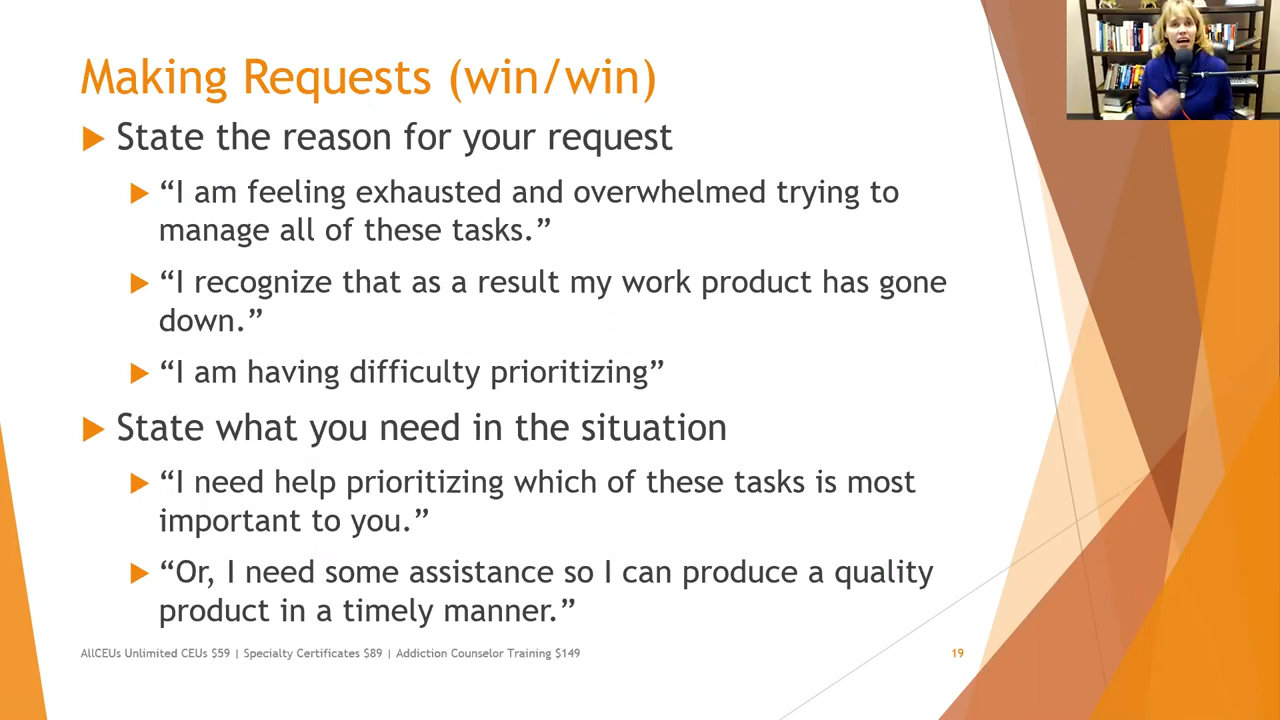 Making Requests (win/win)
State the reason for your request
“I am feeling exhausted and overwhelmed trying to
manage all of these tasks.”
“I recognize that as a result my work product has gone
down.”
“I am having difficulty prioritizing”
State what you need in the situation
“I need help prioritizing which of these tasks is most
important to you.”
“Or, I need some assistance so I can produce a quality
product in a timely manner.”
AllCEUs Unlimited CEUs $59 | Specialty Certificates $89 | Addiction Counselor Training $149
19